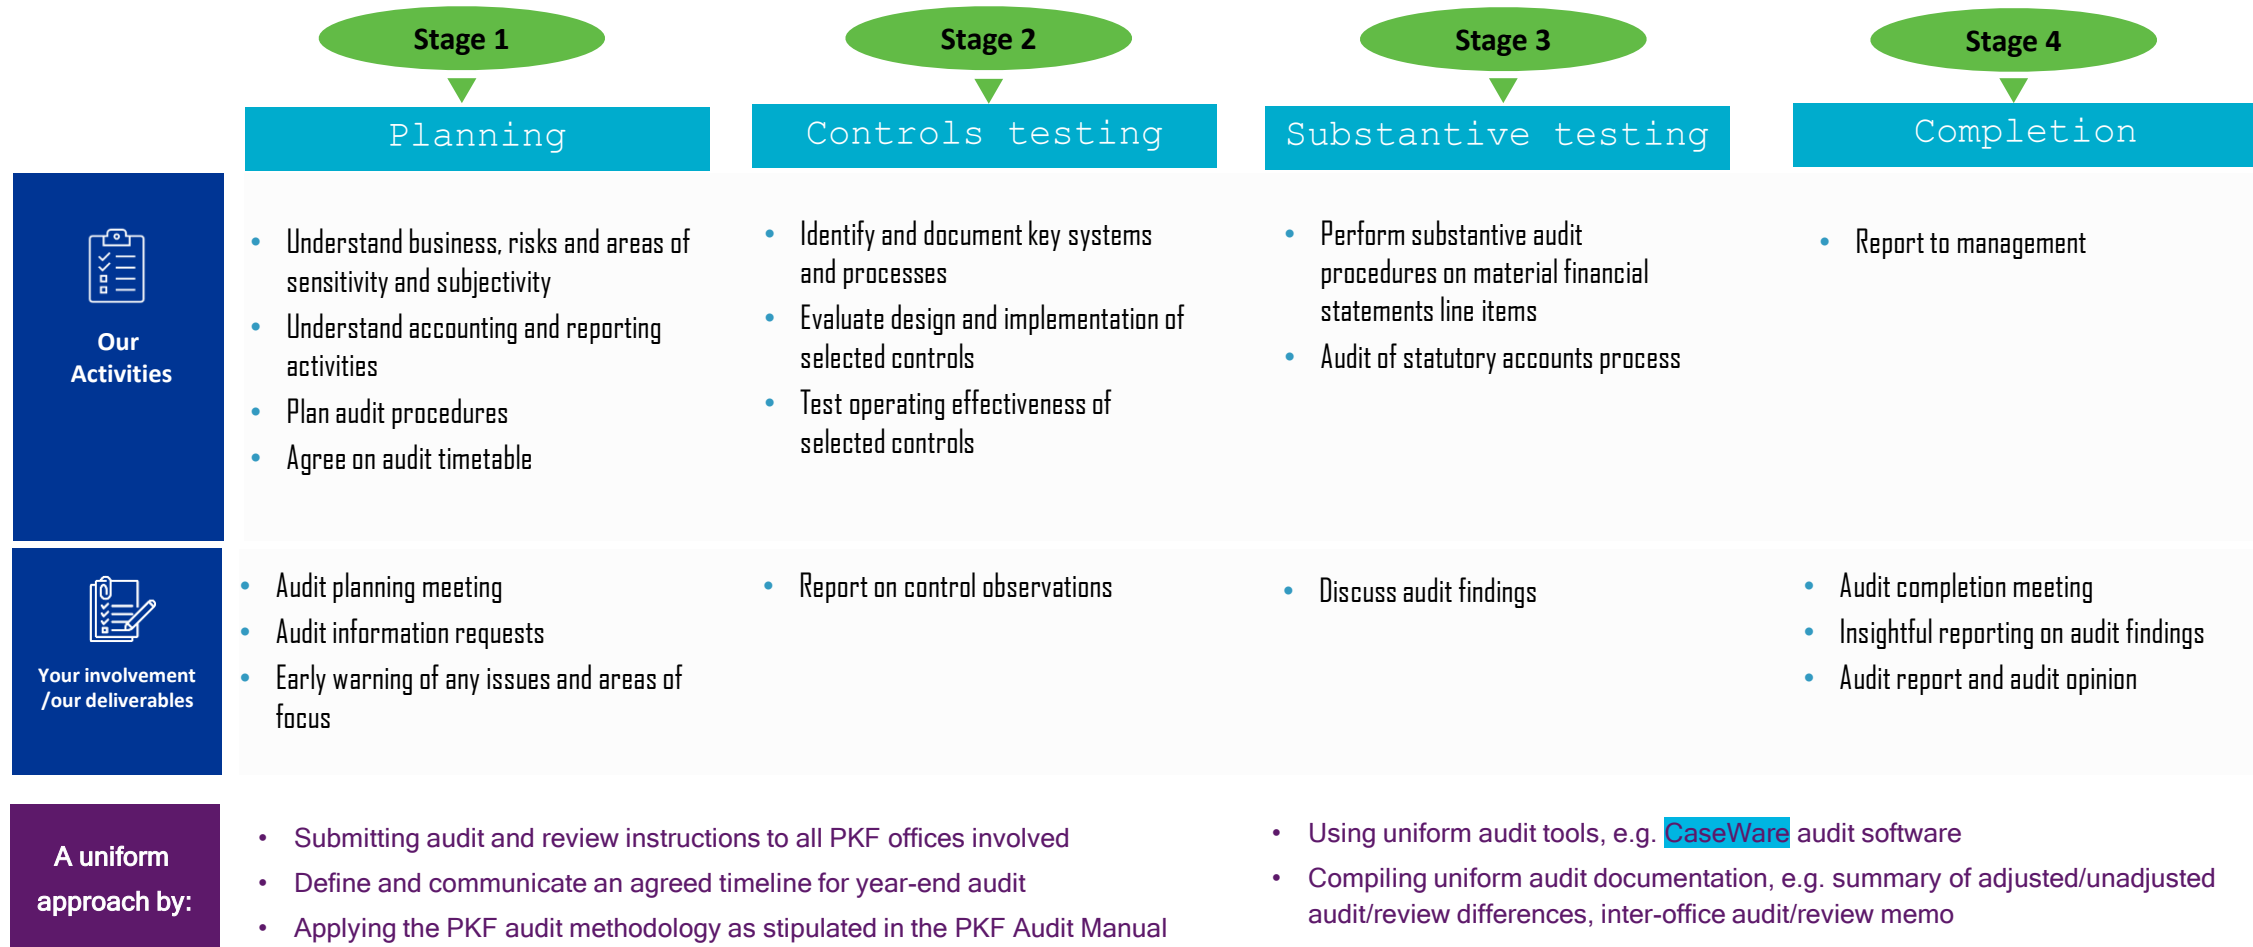 Stage 1
Stage 2
Stage 3
Stage 4
Planning
Controls testing
Substantive testing
Completion
Our
Activities
• Understand business, risks and areas of
sensitivity and subjectivity
• Understand accounting and reporting
activities
• Plan audit procedures
• Agree on audit timetable
• Identify and document key systems
and processes
• Evaluate design and implementation of
selected controls
• Test operating effectiveness of
selected controls
• Perform substantive audit
procedures on material financial
statements line items
• Audit of statutory accounts process
• Report to management
Your involvement
/our deliverables
• Audit planning meeting
• Audit information requests
• Early warning of any issues and areas of
focus
• Report on control observations
• Discuss audit findings
• Audit completion meeting
• Insightful reporting on audit findings
• Audit report and audit opinion
A uniform
approach by:
• Submitting audit and review instructions to all PKF offices involved
• Define and communicate an agreed timeline for year-end audit
• Applying the PKF audit methodology as stipulated in the PKF Audit Manual
• Using uniform audit tools, e.g. CaseWare audit software
• Compiling uniform audit documentation, e.g. summary of adjusted/unadjusted
audit/review differences, inter-office audit/review memo